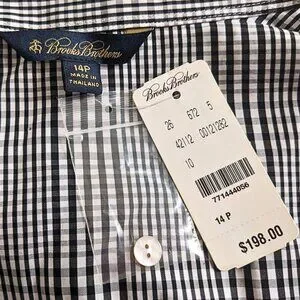 Brooks Brothers
14P
MADE IN
THAILAND
Brooks Brothers
26 672 5
42112 00121282
10
771444056
14 P
$198.00